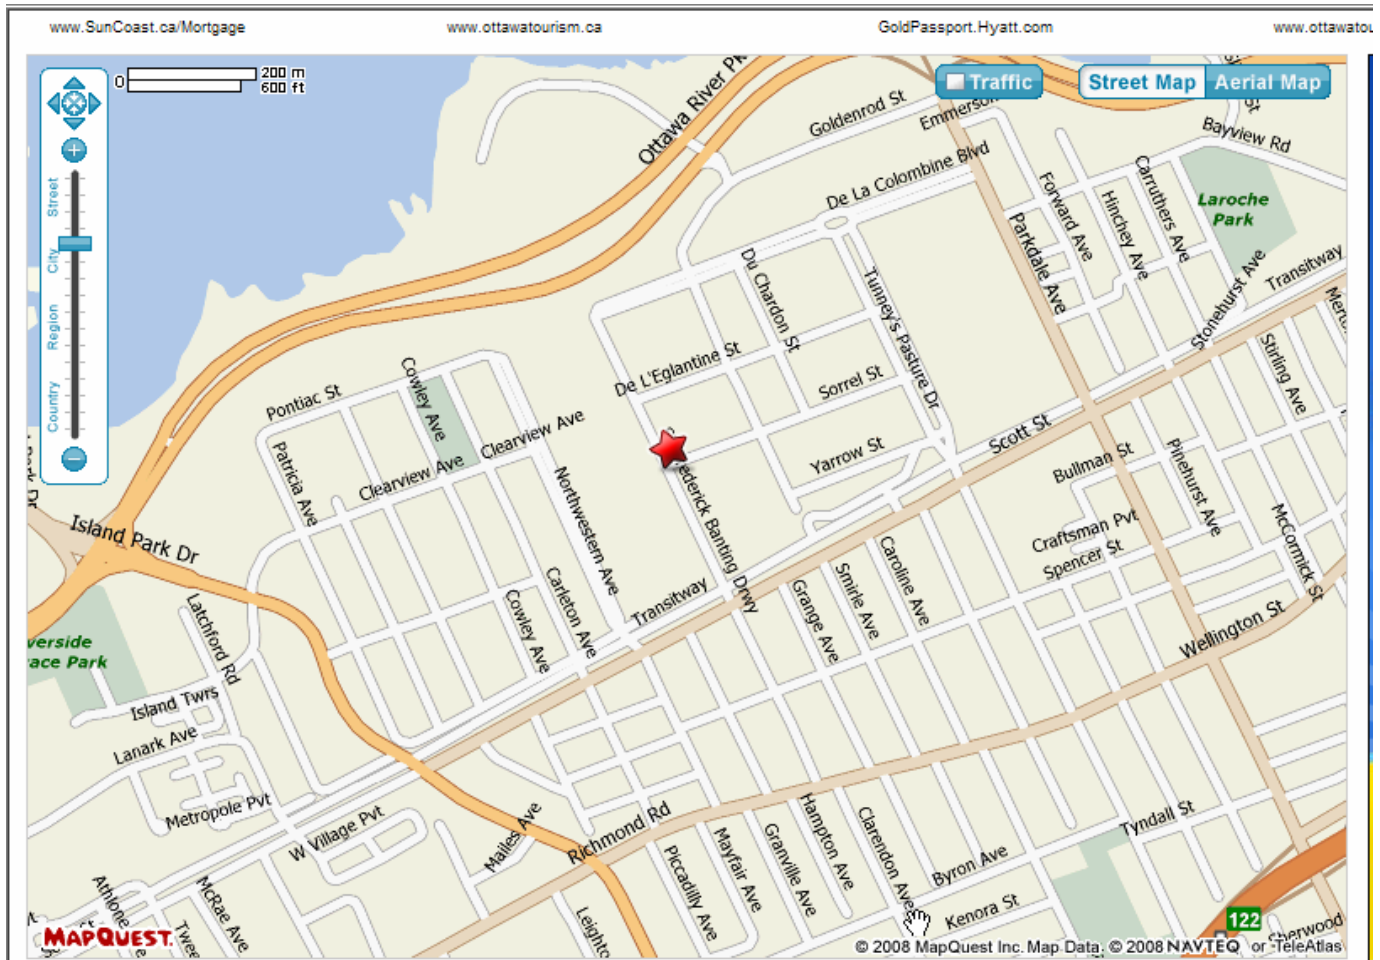 www.SunCoast.ca/Mortgage
www.ottawatourism.ca
GoldPassport.Hyatt.com
0
200 m
600 ft
Traffic
Street Map
Aerial Map
Street
City
Region
Country
Ottawa River
Goldenrod St
De La Colombine Blvd
Bayview Rd
Laroche
Park
Forward Ave
Hinchey Ave
Carruthers Ave
Parkdale Ave
Stonehurst Ave
Transitway
Stirling Ave
Du Chardon St
Tunney's Pasture Dr
De L'Eglantine St
Sorrel St
Yarrow St
Scott St
Bullman St
Pinehurst Ave
Craftsman Pvt
Spencer St
McCormick St
Wellington St
Pontiac St
Cowley Ave
Clearview Ave
Clearview Ave
Patricia Ave
Northwestern Ave
Banting Drwy
Island Park Dr
Transitway
Carleton Ave
Cowley Ave
Grange Ave
Smirle Ave
Caroline Ave
Latchford Rd
Island Twrs
Lanark Ave
Metropole Pvt
W Village Pvt
Mailes Ave
Richmond Rd
Piccadilly Ave
Mayfair Ave
Granville Ave
Hampton Ave
Clarendon Ave
Byron Ave
Kenora St
Tyndall St
McRae Ave
Athlone
122
Sherwood
MAPQUEST.
© 2008 MapQuest Inc. Map Data © 2008 NAVTEQ or TeleAtlas